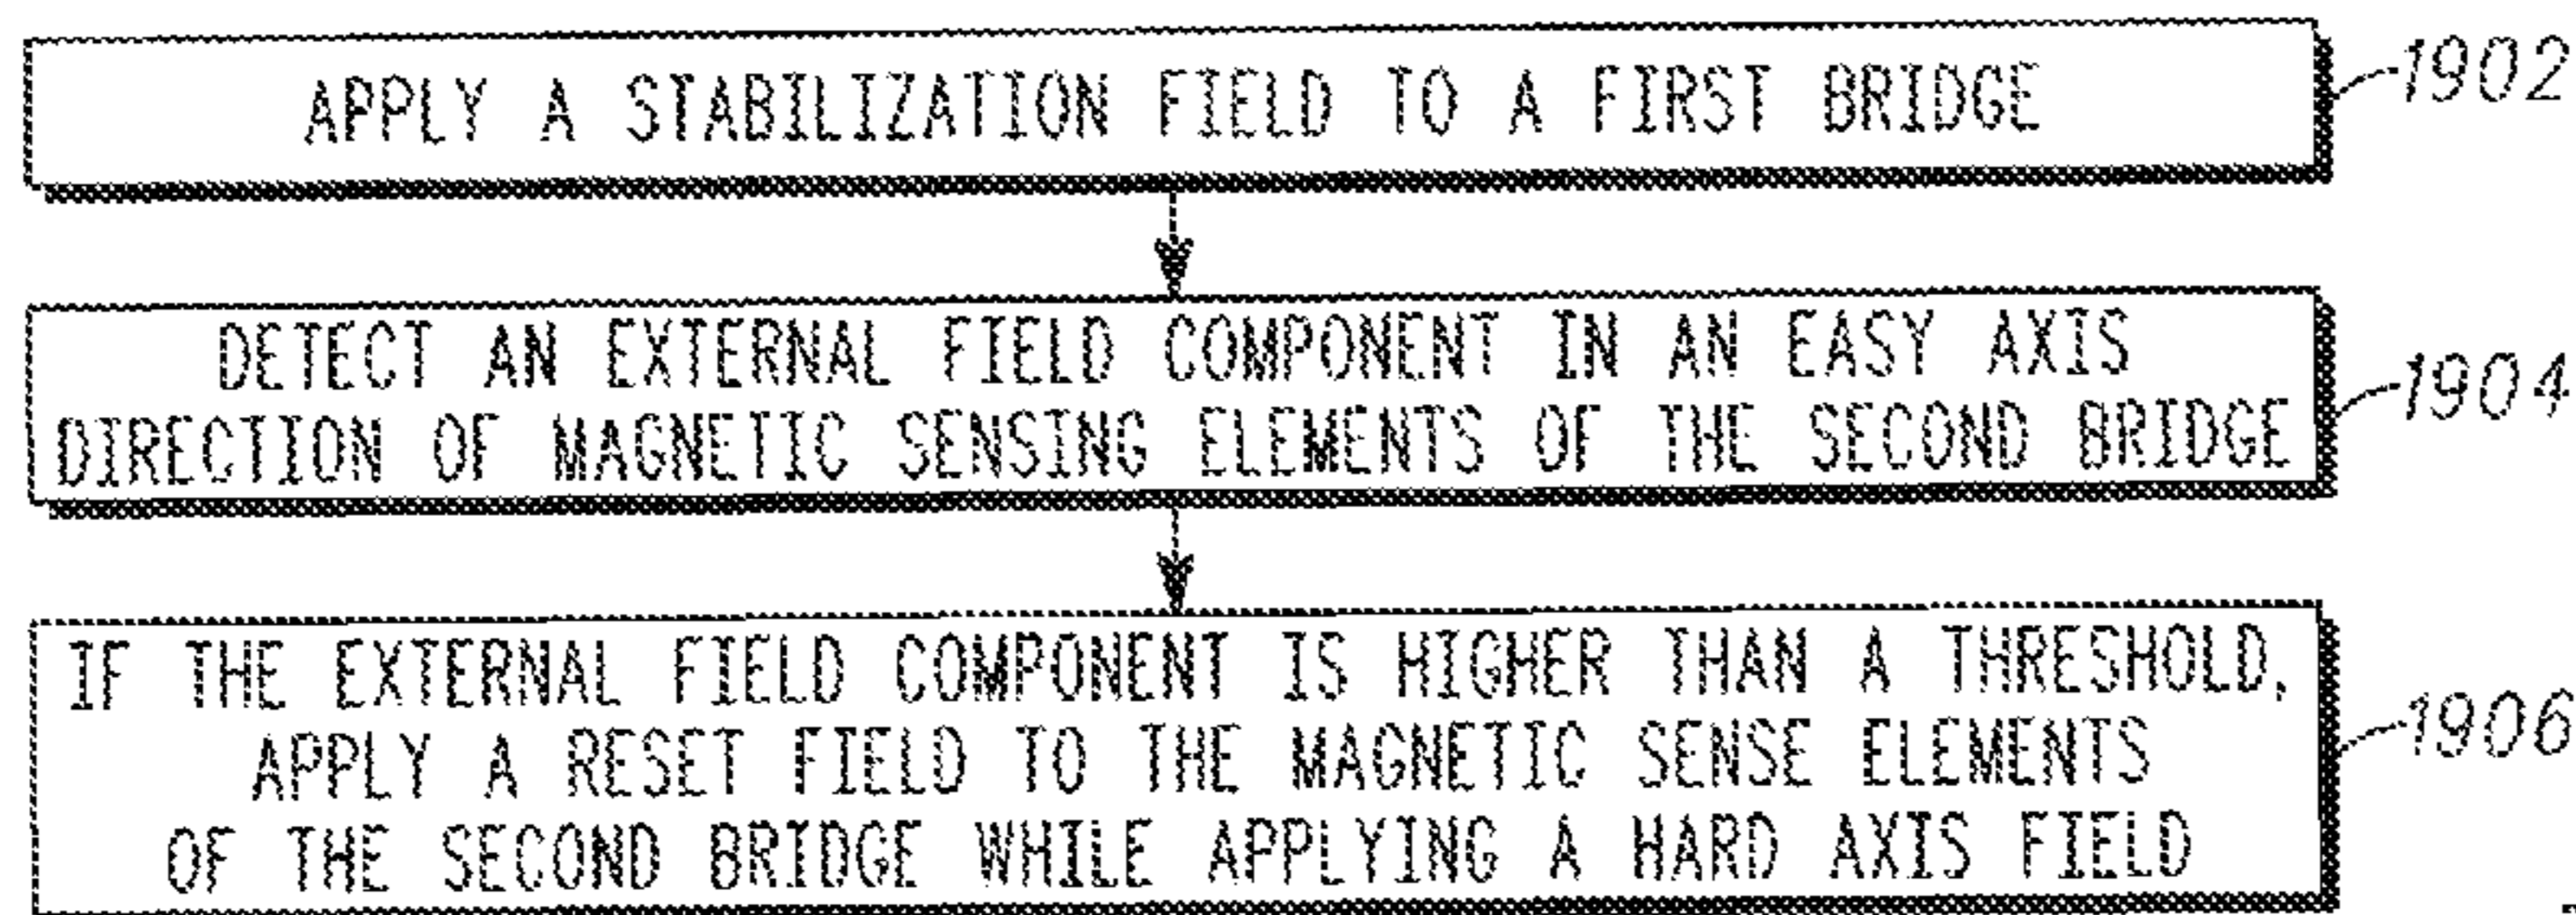 APPLY A STABILIZATION FIELD TO A FIRST BRIDGE
1902
DETECT AN EXTERNAL FIELD COMPONENT IN AN EASY AXIS
DIRECTION OF MAGNETIC SENSING ELEMENTS OF THE SECOND BRIDGE
1904
IF THE EXTERNAL FIELD COMPONENT IS HIGHER THAN A THRESHOLD,
APPLY A RESET FIELD TO THE MAGNETIC SENSE ELEMENTS
OF THE SECOND BRIDGE WHILE APPLYING A HARD AXIS FIELD
1906